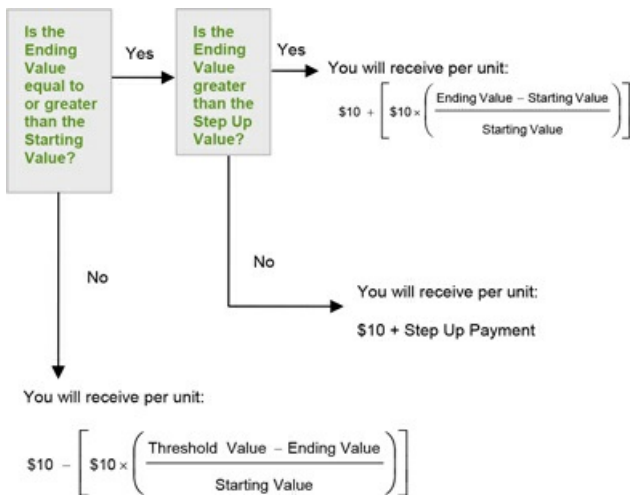 Is the
Ending
Value
equal to
or greater
than the
Starting
Value?
Yes
Is the
Ending
Value
greater
than the
Step Up
Value?
Yes
You will receive per unit:
$10 + [ $10 × ( Ending Value – Starting Value
Starting Value ) ]
No
You will receive per unit:
$10 + Step Up Payment
No
You will receive per unit:
$10 – [ $10 × ( Threshold Value – Ending Value
Starting Value ) ]